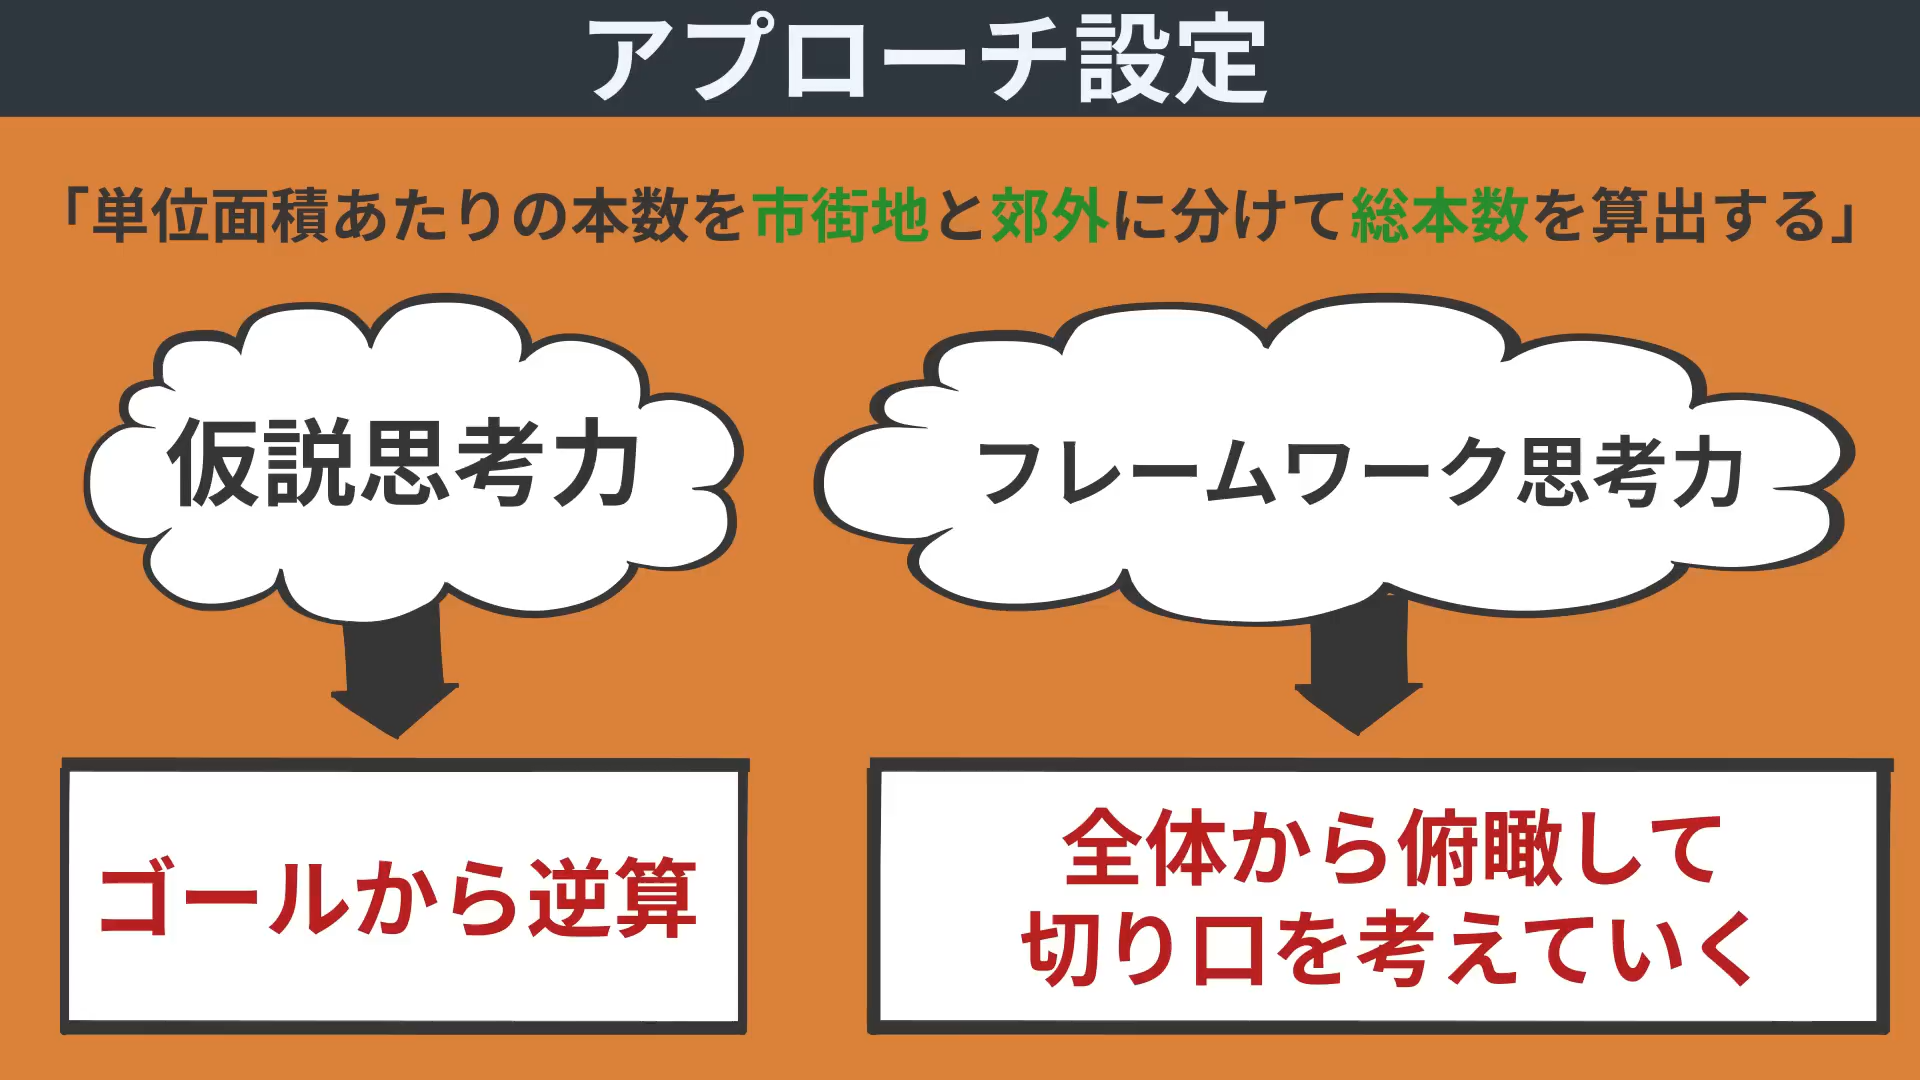 アプローチ設定
「単位面積あたりの本数を市街地と郊外に分けて総本数を算出する」
仮説思考力
フレームワーク思考力
ゴールから逆算
全体から俯瞰して
切り口を考えていく